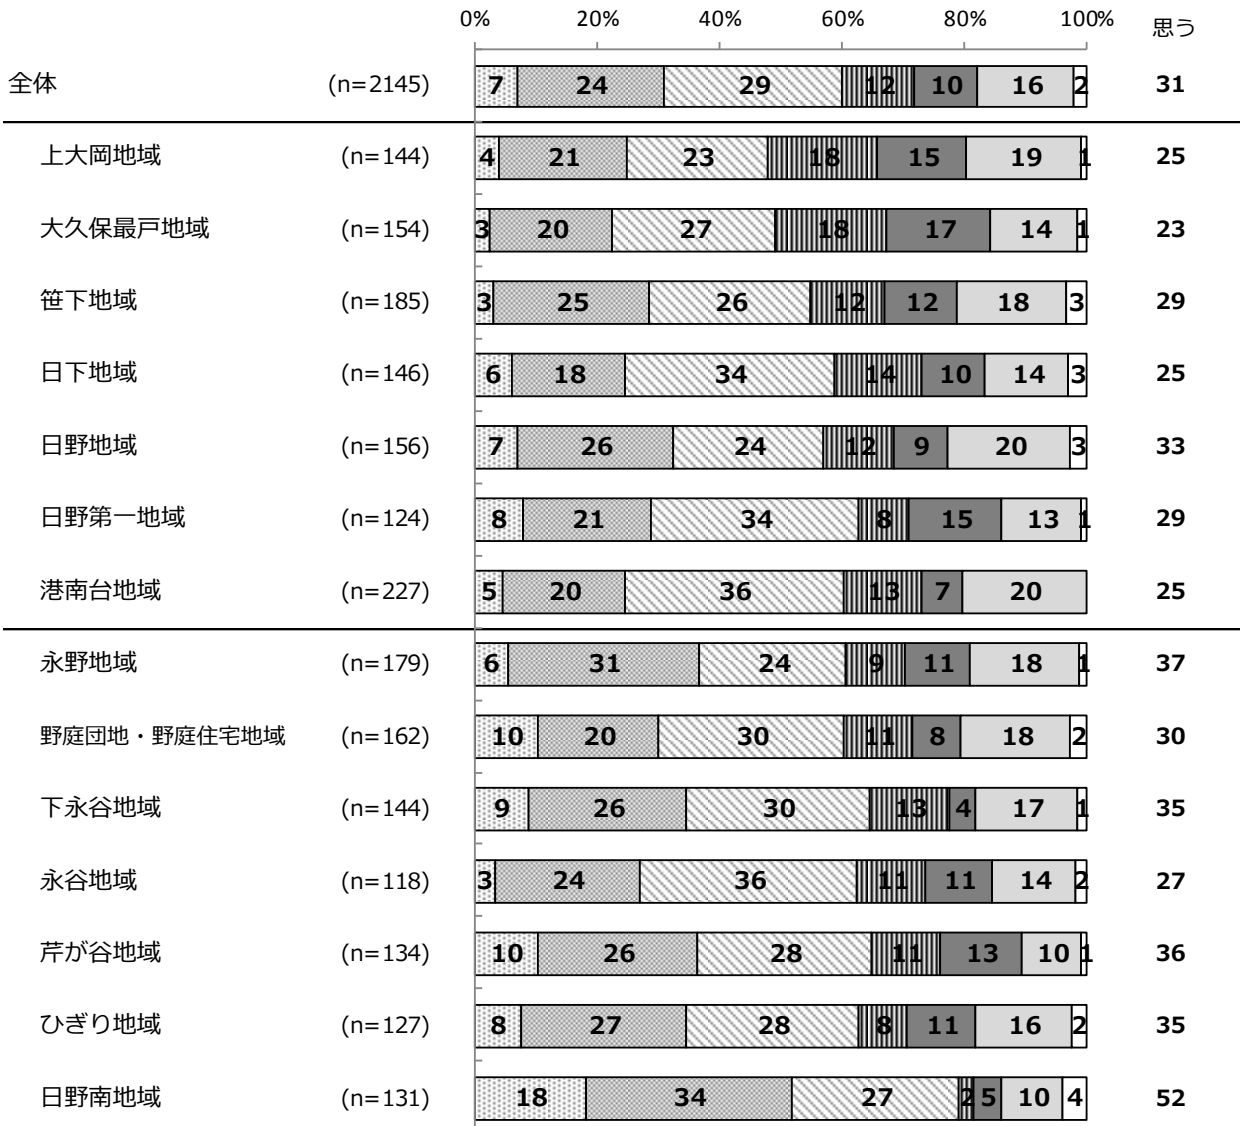 0% 20% 40% 60% 80% 100% 思う
全体 (n=2145) 7 24 29 12 10 16 2 31
上大岡地域 (n=144) 4 21 23 18 15 19 1 25
大久保最戸地域 (n=154) 3 20 27 18 17 14 1 23
笹下地域 (n=185) 3 25 26 12 12 18 3 29
日下地域 (n=146) 6 18 34 14 10 14 3 25
日野地域 (n=156) 7 26 24 12 9 20 3 33
日野第一地域 (n=124) 8 21 34 8 15 13 1 29
港南台地域 (n=227) 5 20 36 13 7 20 25
永野地域 (n=179) 6 31 24 9 11 18 1 37
野庭団地・野庭住宅地域 (n=162) 10 20 30 11 8 18 2 30
下永谷地域 (n=144) 9 26 30 13 4 17 1 35
永谷地域 (n=118) 3 24 36 11 11 14 2 27
芹が谷地域 (n=134) 10 26 28 11 13 10 1 36
ひぎり地域 (n=127) 8 27 28 8 11 16 2 35
日野南地域 (n=131) 18 34 27 2 5 10 4 52